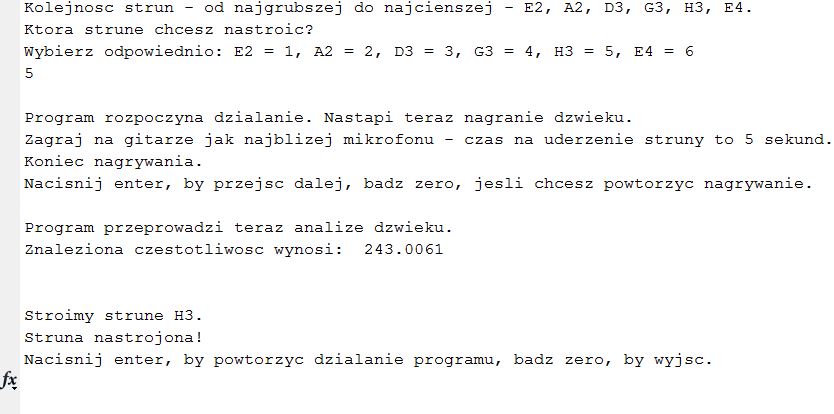 Kolejnosc strun - od najgrubszej do najcienszej - E2, A2, D3, G3, H3, E4.
Ktora strune chcesz nastroic?
Wybierz odpowiednio: E2 = 1, A2 = 2, D3 = 3, G3 = 4, H3 = 5, E4 = 6
5
Program rozpoczyna dzialanie. Nastapi teraz nagranie dzwieku.
Zagraj na gitarze jak najblizej mikrofonu - czas na uderzenie struny to 5 sekund.
Koniec nagrywania.
Nacisnij enter, by przejsc dalej, badz zero, jesli chcesz powtorzyc nagrywanie.
Program przeprowadzi teraz analize dzwieku.
Znaleziona czestotliwosc wynosi:  243.0061
Stroimy strune H3.
Struna nastrojona!
Nacisnij enter, by powtorzyc dzialanie programu, badz zero, by wyjsc.
fx